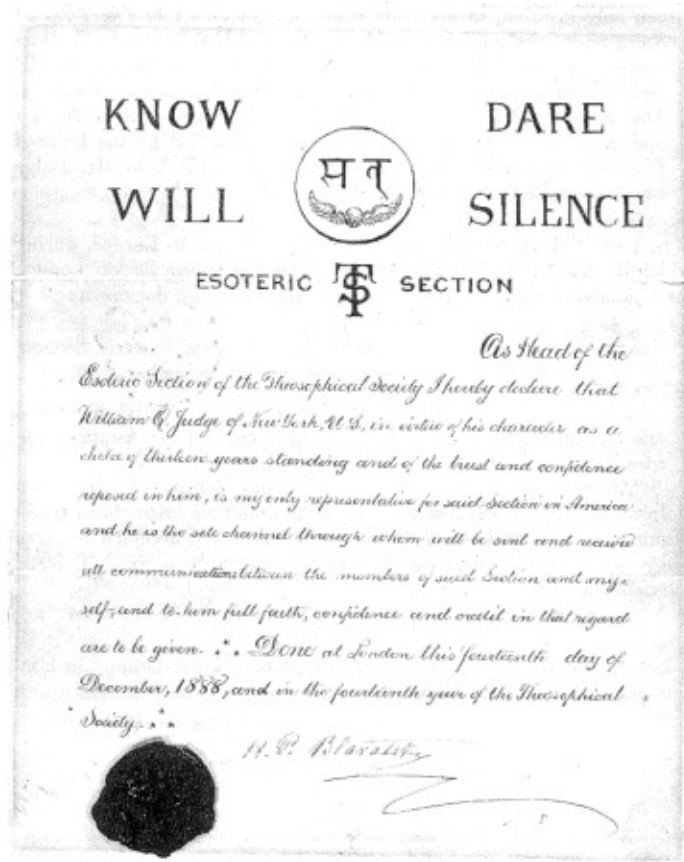 KNOW DARE
सत्
WILL SILENCE
ESOTERIC TS SECTION
As Head of the
Esoteric Section of the Theosophical Society I hereby declare that
William Q. Judge of New York, U.S., in virtue of his character as a
chela of thirteen years standing and of the trust and confidence
reposed in him, is my only representative for said Section in America
and he is the sole channel through whom will be sent and received
all communications between the members of said Section and my-
self, and to him full faith, confidence and credit in that regard
are to be given. Done at London this fourteenth day of
December, 1888, and in the fourteenth year of the Theosophical
Society.
H. P. Blavatsky